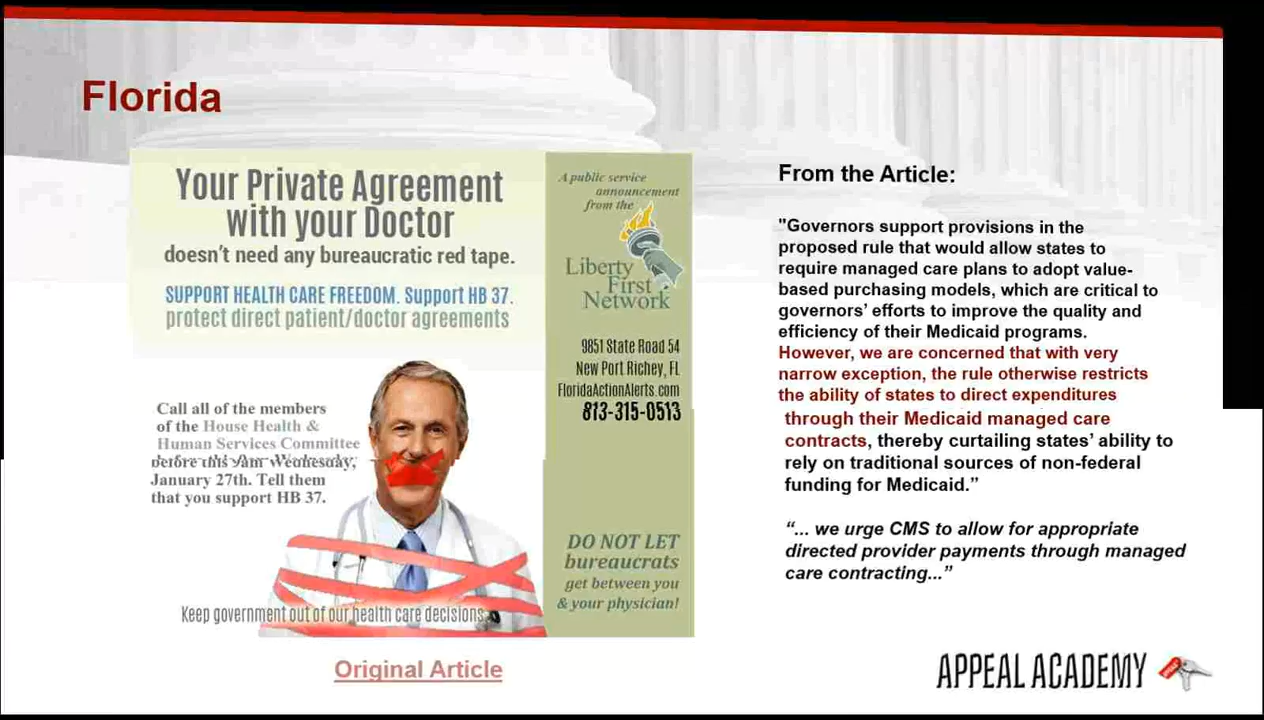 Florida
Your Private Agreement
with your Doctor
doesn't need any bureaucratic red tape.
SUPPORT HEALTH CARE FREEDOM. Support HB 37.
protect direct patient/doctor agreements
Call all of the members
of the House Health &
Human Services Committee
before this 9am Wednesday,
January 27th. Tell them
that you support HB 37.
Keep government out of our health care decisions.
A public service
announcement
from the
Liberty
First
Network
9851 State Road 54
New Port Richey, FL
FloridaActionAlerts.com
813-315-0513
DO NOT LET
bureaucrats
get between you
& your physician!
Original Article
From the Article:
"Governors support provisions in the
proposed rule that would allow states to
require managed care plans to adopt value-
based purchasing models, which are critical to
governors' efforts to improve the quality and
efficiency of their Medicaid programs.
However, we are concerned that with very
narrow exception, the rule otherwise restricts
the ability of states to direct expenditures
through their Medicaid managed care
contracts, thereby curtailing states' ability to
rely on traditional sources of non-federal
funding for Medicaid."
"... we urge CMS to allow for appropriate
directed provider payments through managed
care contracting..."
APPEAL ACADEMY